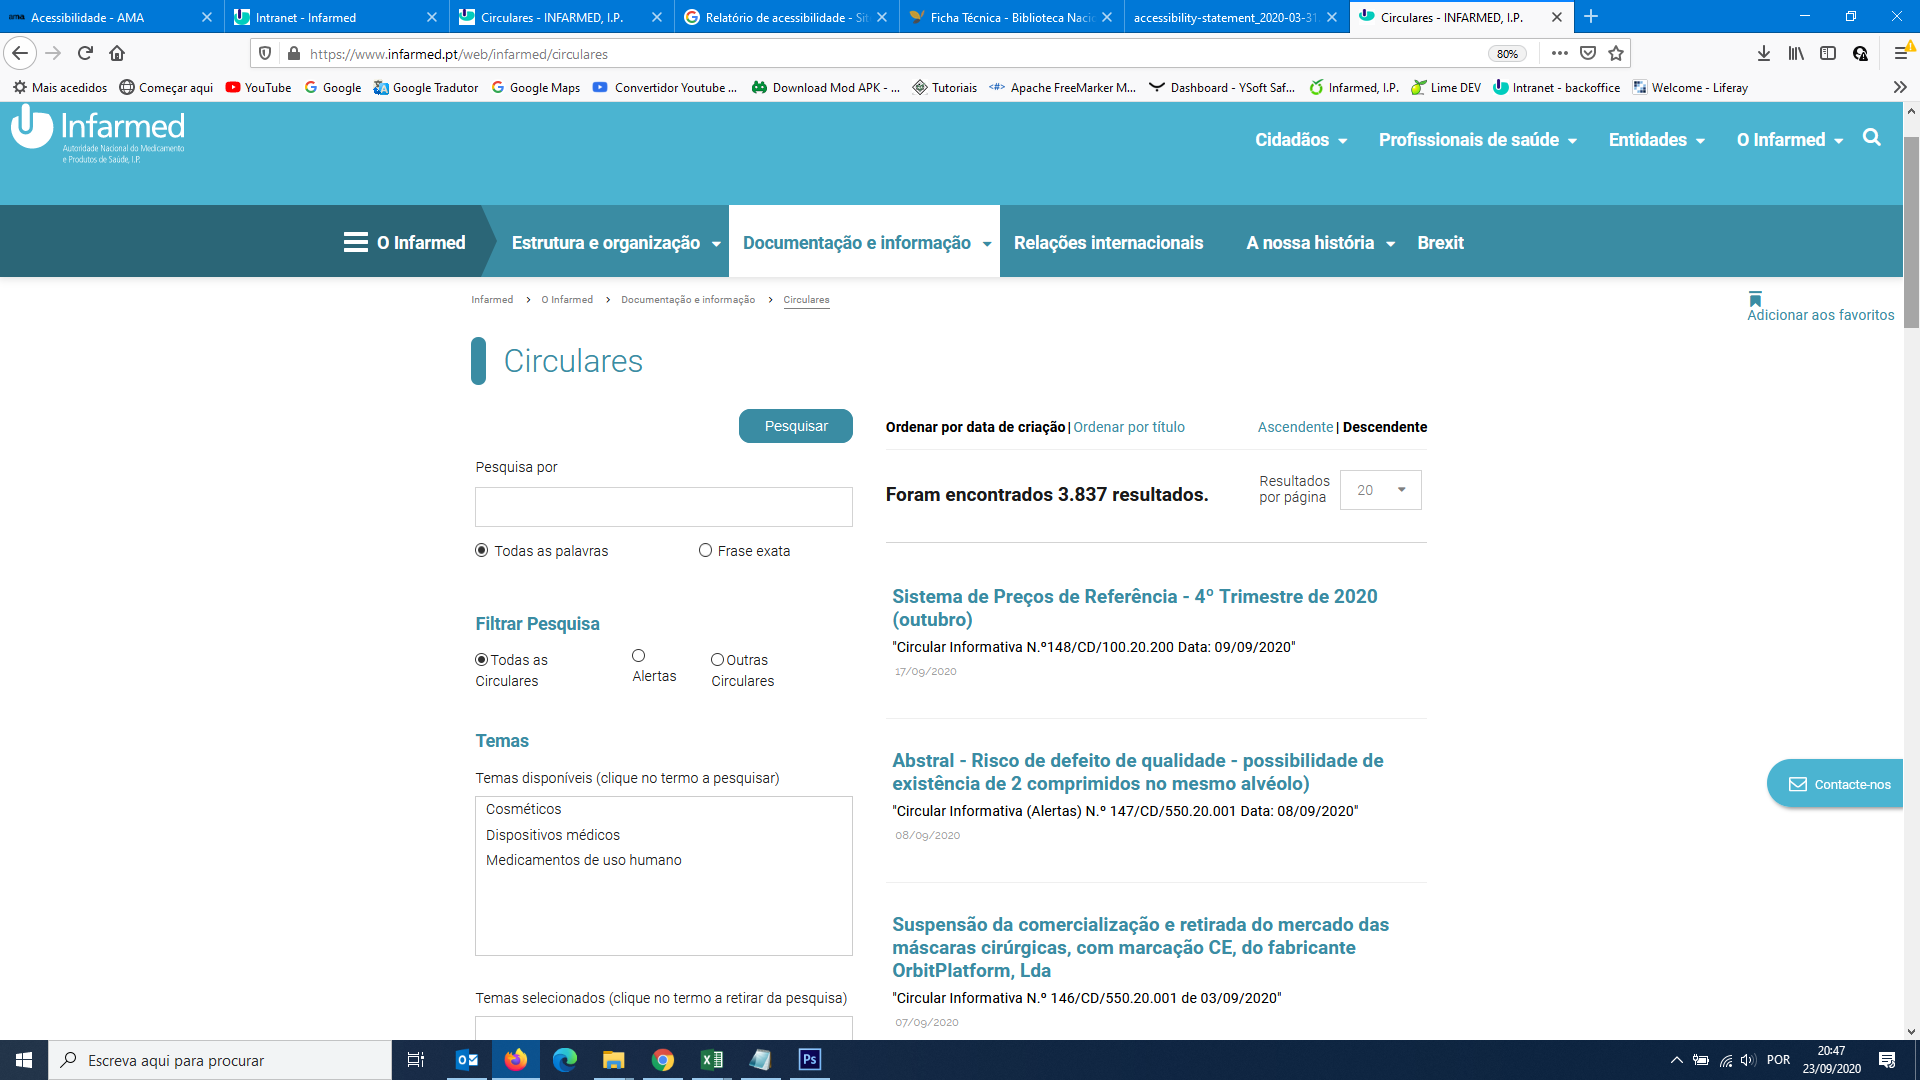 ama Acessibilidade - AMA
Intranet - Infarmed
Circulares - INFARMED, I.P.
Relatório de acessibilidade - Sit
Ficha Técnica - Biblioteca Nacio
accessibility-statement_2020-03-31
Circulares - INFARMED, I.P.
https://www.infarmed.pt/web/infarmed/circulares
80%
Mais acedidos
Começar aqui
YouTube
Google
Google Tradutor
Google Maps
Convertidor Youtube ...
Download Mod APK - ...
Tutoriais
Apache FreeMarker M...
Dashboard - YSoft Saf...
Infarmed, I.P.
Lime DEV
Intranet - backoffice
Welcome - Liferay
Infarmed
Autoridade Nacional do Medicamento
e Produtos de Saúde, I.P.
Cidadãos
Profissionais de saúde
Entidades
O Infarmed
O Infarmed
Estrutura e organização
Documentação e informação
Relações internacionais
A nossa história
Brexit
Infarmed > O Infarmed > Documentação e informação > Circulares
Adicionar aos favoritos
Circulares
Pesquisar
Pesquisa por
Todas as palavras
Frase exata
Filtrar Pesquisa
Todas as
Circulares
Alertas
Outras
Circulares
Temas
Temas disponíveis (clique no termo a pesquisar)
Cosméticos
Dispositivos médicos
Medicamentos de uso humano
Temas selecionados (clique no termo a retirar da pesquisa)
Ordenar por data de criação | Ordenar por título
Ascendente | Descendente
Foram encontrados 3.837 resultados.
Resultados
por página
20
Sistema de Preços de Referência - 4º Trimestre de 2020
(outubro)
"Circular Informativa N.º148/CD/100.20.200 Data: 09/09/2020"
17/09/2020
Abstral - Risco de defeito de qualidade - possibilidade de
existência de 2 comprimidos no mesmo alvéolo)
"Circular Informativa (Alertas) N.º 147/CD/550.20.001 Data: 08/09/2020"
08/09/2020
Suspensão da comercialização e retirada do mercado das
máscaras cirúrgicas, com marcação CE, do fabricante
OrbitPlatform, Lda
"Circular Informativa N.º 146/CD/550.20.001 de 03/09/2020"
07/09/2020
Contacte-nos
Escreva aqui para procurar
Ps
POR
20:47
23/09/2020